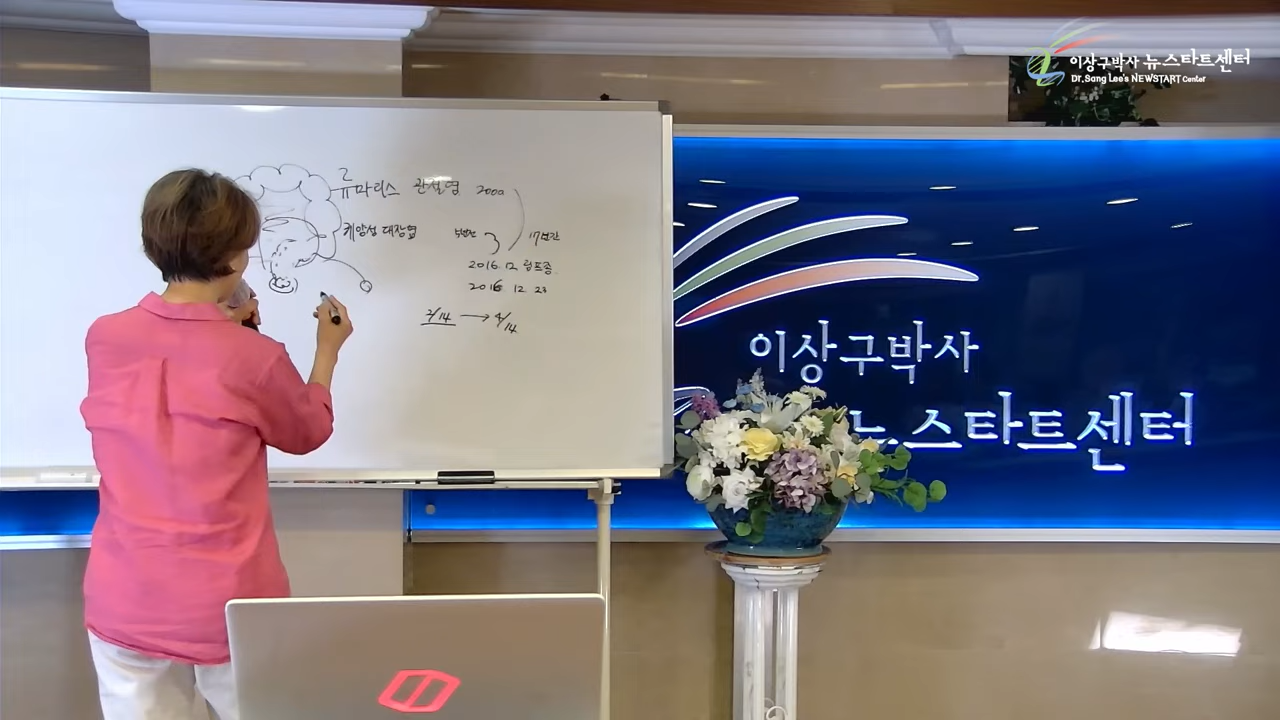 이상구박사 뉴스타트센터
Dr.Sang Lee's NEWSTART Center
류마티스 관절염 2000
궤양성 대장염
17년간
2016. 12. 림프종
2016. 12. 23
2/14 → 4/14
이상구박사
뉴스타트센터